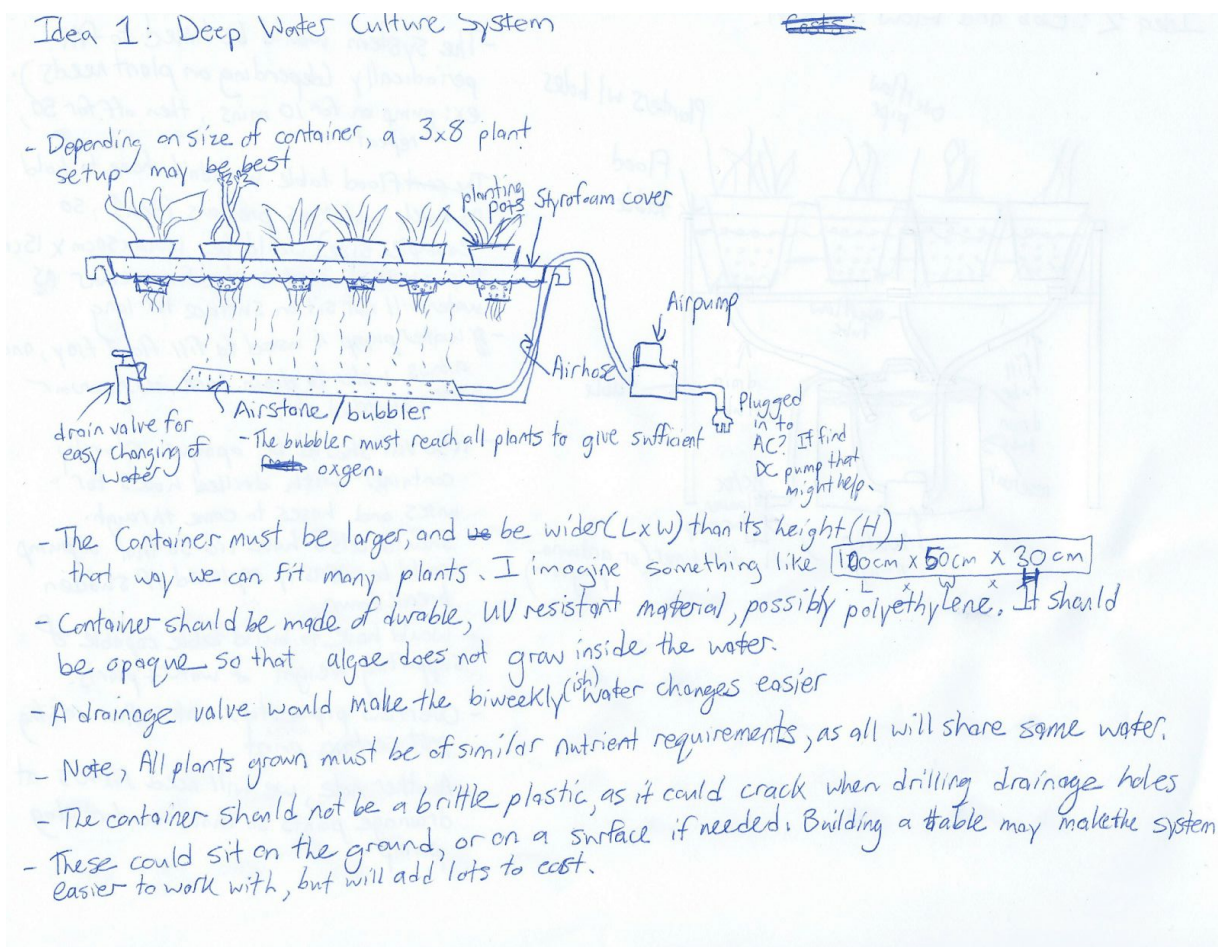 Idea 1: Deep Water Culture System
Costs
- Depending on size of container, a 3x8 plant
setup may be best
planting
pots
Styrofoam cover
Airpump
Airhose
Airstone/bubbler
drain valve for
easy changing of
water
- The bubbler must reach all plants to give sufficient
oxgen.
Plugged
in to
AC? If find
DC pump that
might help.
- The Container must be larger, and be wider (LxW) than its height (H),
that way we can fit many plants. I imagine something like 100cm x 50cm x 30cm
L x W x H
- Container should be made of durable, UV resistant material, possibly polyethylene. It should
be opaque so that algae does not grow inside the water.
- A drainage valve would make the biweekly(ish) water changes easier
- Note, All plants grown must be of similar nutrient requirements, as all will share same water.
- The container should not be a brittle plastic, as it could crack when drilling drainage holes
- These could sit on the ground, or on a surface if needed. Building a table may make the system
easier to work with, but will add lots to cost.